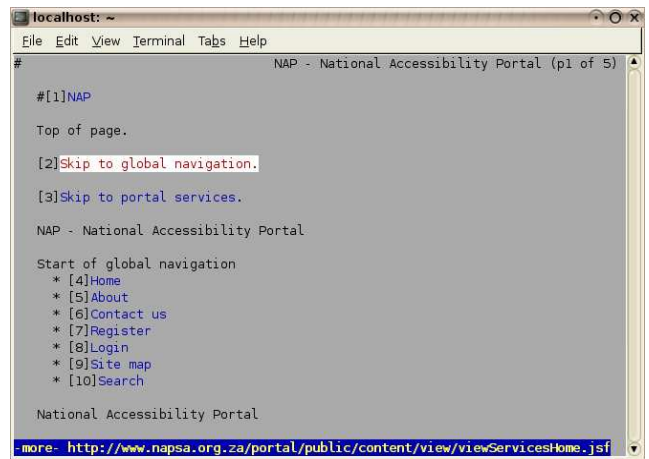 localhost: ~
File Edit View Terminal Tabs Help
# NAP - National Accessibility Portal (p1 of 5)
#[1]NAP
Top of page.
[2]Skip to global navigation.
[3]Skip to portal services.
NAP - National Accessibility Portal
Start of global navigation
* [4]Home
* [5]About
* [6]Contact us
* [7]Register
* [8]Login
* [9]Site map
* [10]Search
National Accessibility Portal
-more- http://www.napsa.org.za/portal/public/content/view/viewServicesHome.jsf